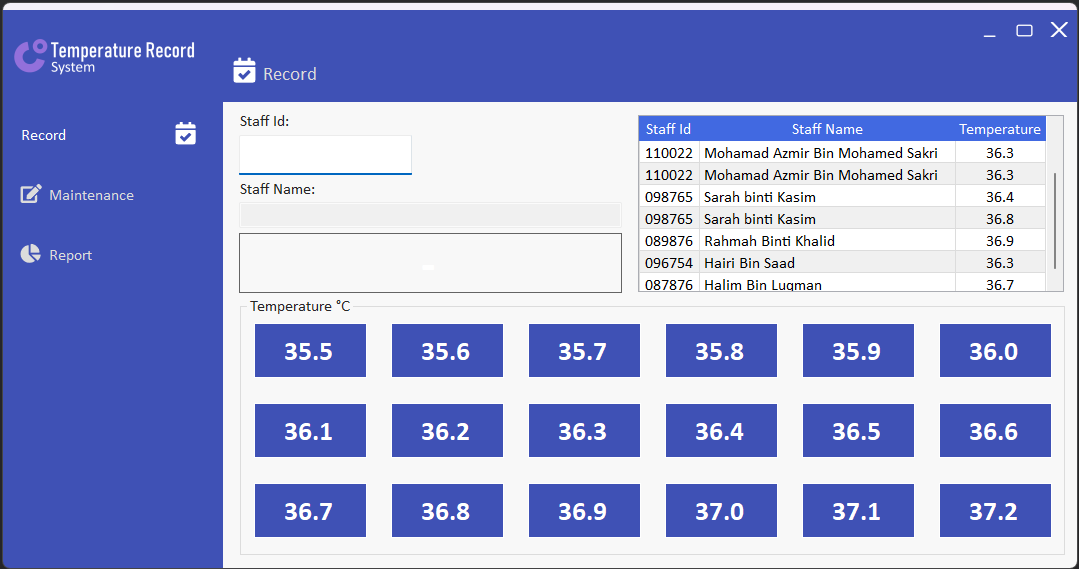 Temperature Record
System
Record
Record
Maintenance
Report
Staff Id:
Staff Name:
Staff Id Staff Name Temperature
110022 Mohamad Azmir Bin Mohamed Sakri 36.3
110022 Mohamad Azmir Bin Mohamed Sakri 36.3
098765 Sarah binti Kasim 36.4
098765 Sarah binti Kasim 36.8
089876 Rahmah Binti Khalid 36.9
096754 Hairi Bin Saad 36.3
087876 Halim Bin Luqman 36.7
Temperature °C
35.5 35.6 35.7 35.8 35.9 36.0
36.1 36.2 36.3 36.4 36.5 36.6
36.7 36.8 36.9 37.0 37.1 37.2